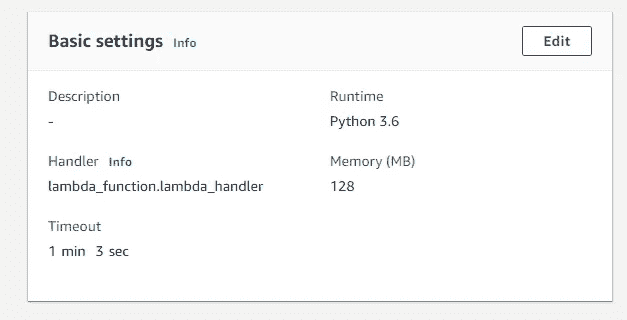 Basic settings Info
Edit
Description
-
Runtime
Python 3.6
Handler Info
lambda_function.lambda_handler
Memory (MB)
128
Timeout
1 min 3 sec